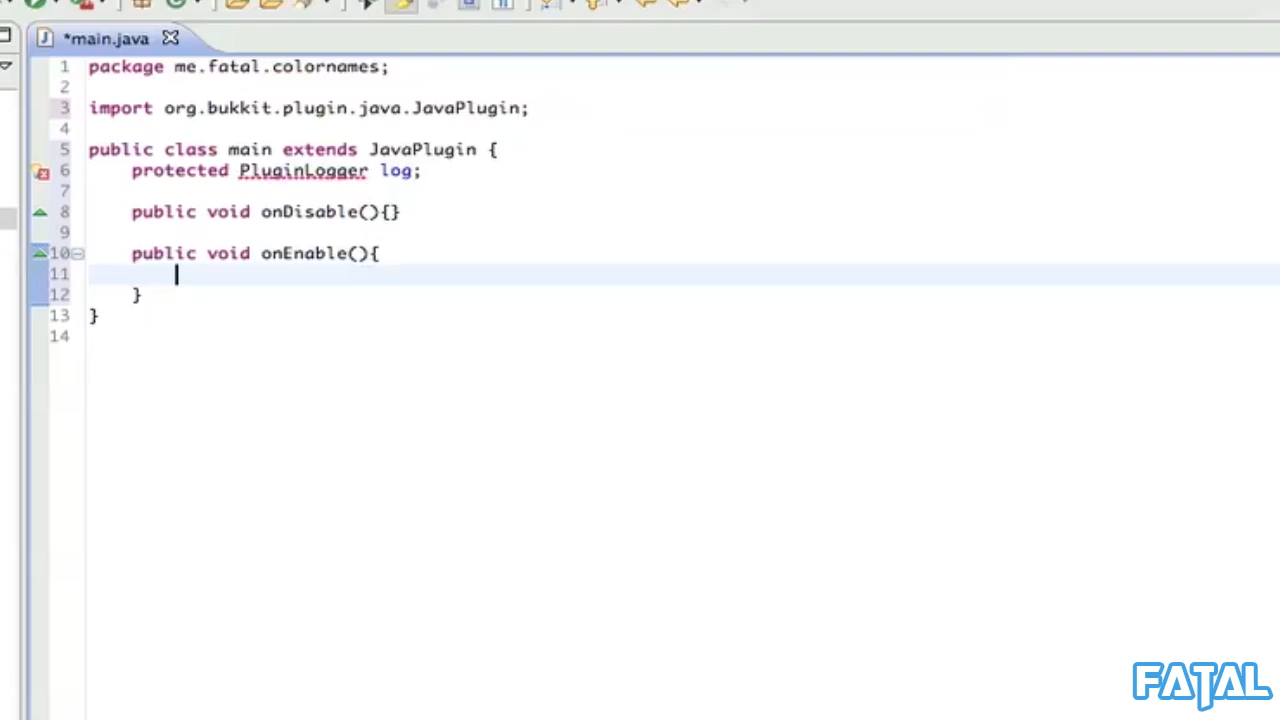 *main.java
1 package me.fatal.colornames;
2
3 import org.bukkit.plugin.java.JavaPlugin;
4
5 public class main extends JavaPlugin {
6 protected PluginLogger log;
7
8 public void onDisable(){}
9
10 public void onEnable(){
11
12 }
13 }
14
FATAL